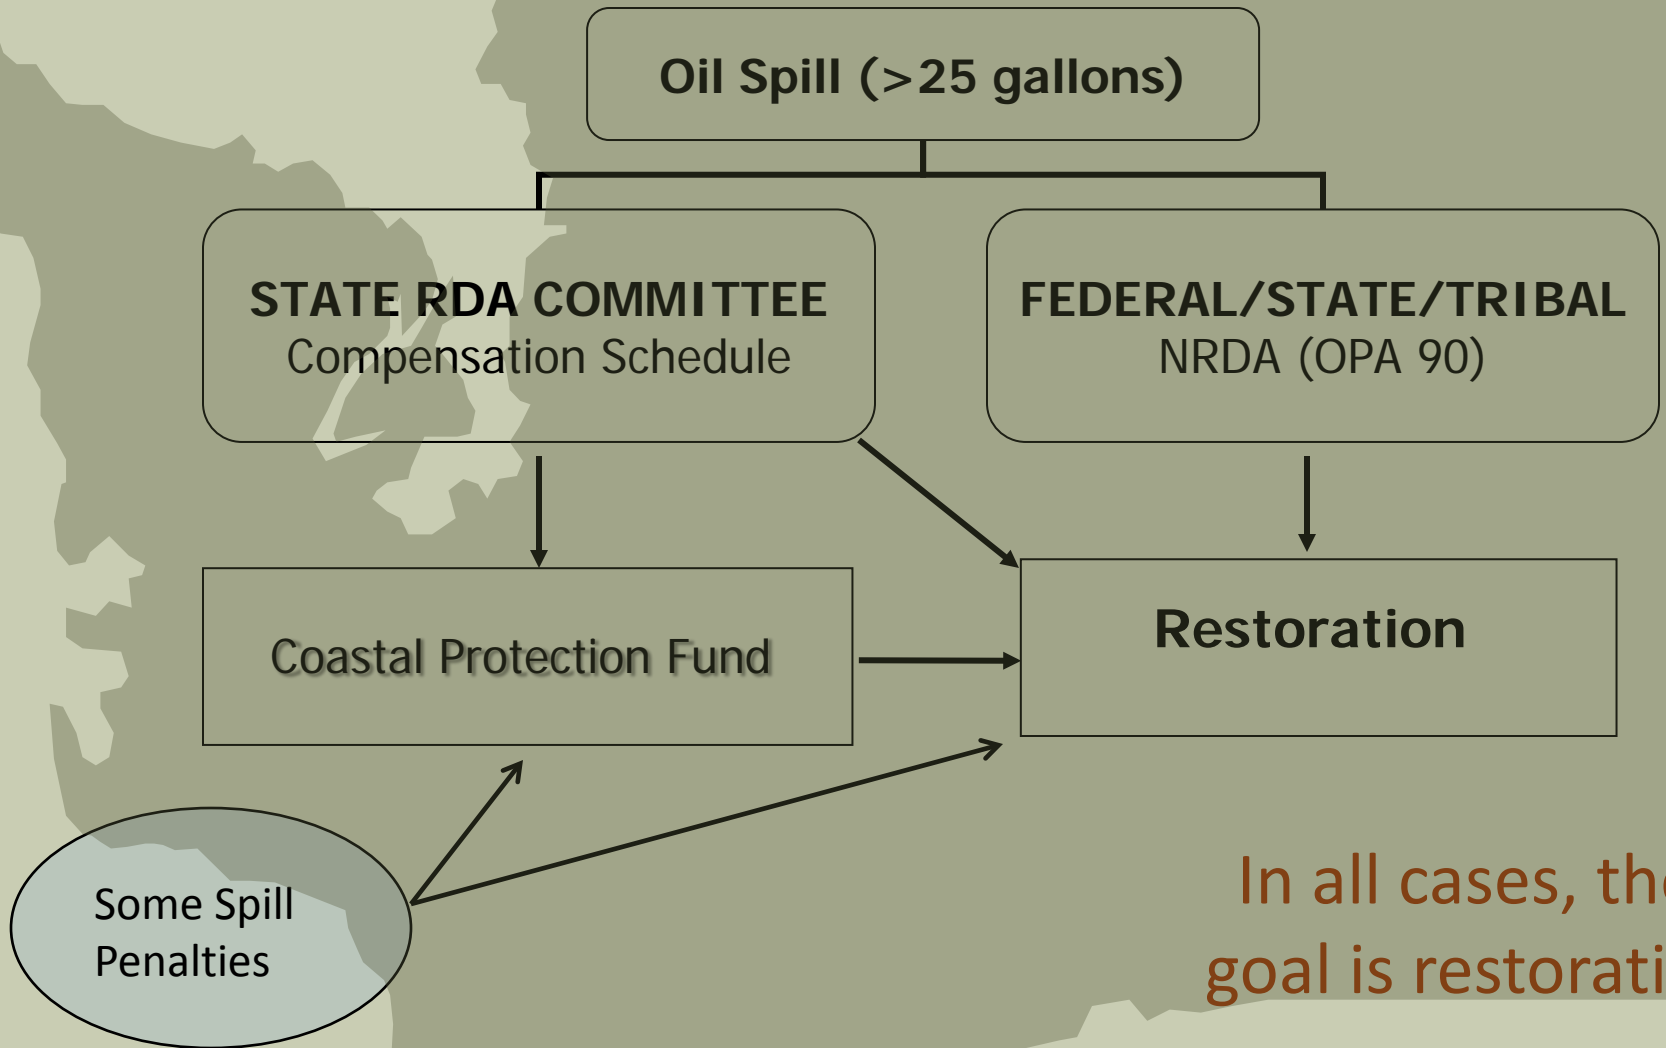 Oil Spill (>25 gallons)
STATE RDA COMMITTEE
Compensation Schedule
FEDERAL/STATE/TRIBAL
NRDA (OPA 90)
Coastal Protection Fund
Restoration
Some Spill
Penalties
In all cases, the
goal is restorati